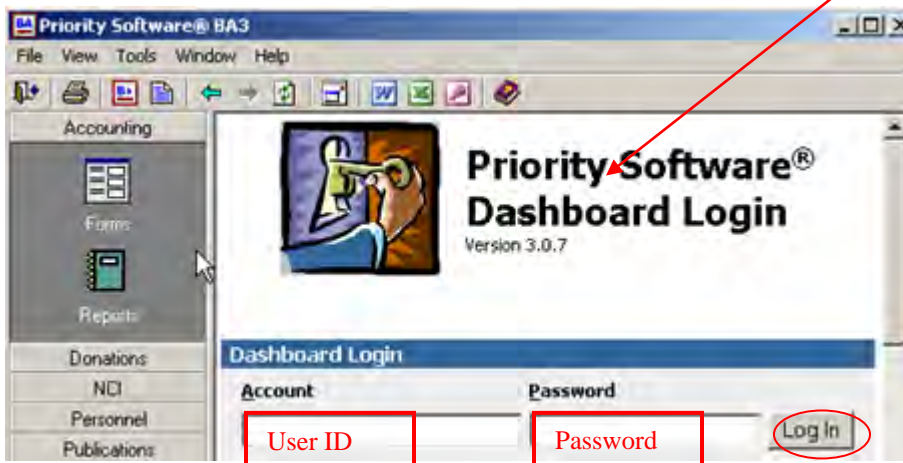 Priority Software® BA3
File View Tools Window Help
Accounting
Forms
Reports
Donations
NCI
Personnel
Publications
Priority Software®
Dashboard Login
Version 3.0.7
Dashboard Login
Account Password
User ID Password Log In